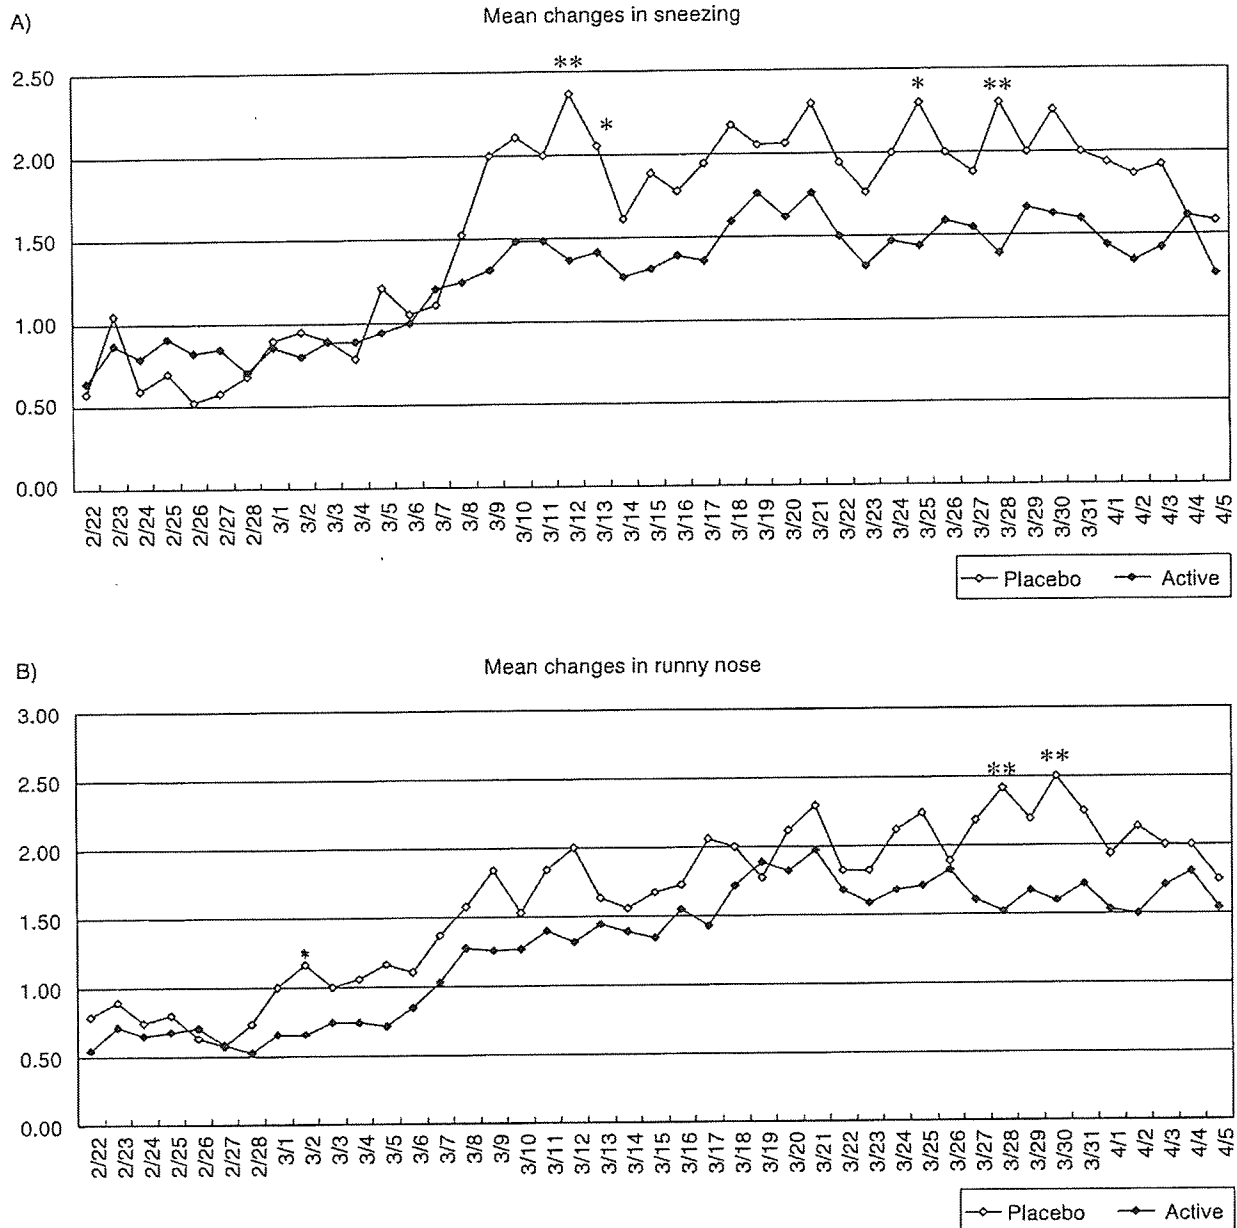 A)
Mean changes in sneezing
** * * **
2.50
2.00
1.50
1.00
0.50
0.00
2/22 2/23 2/24 2/25 2/26 2/27 2/28 3/1 3/2 3/3 3/4 3/5 3/6 3/7 3/8 3/9 3/10 3/11 3/12 3/13 3/14 3/15 3/16 3/17 3/18 3/19 3/20 3/21 3/22 3/23 3/24 3/25 3/26 3/27 3/28 3/29 3/30 3/31 4/1 4/2 4/3 4/4 4/5
Placebo Active
B)
Mean changes in runny nose
* ** **
3.00
2.50
2.00
1.50
1.00
0.50
0.00
2/22 2/23 2/24 2/25 2/26 2/27 2/28 3/1 3/2 3/3 3/4 3/5 3/6 3/7 3/8 3/9 3/10 3/11 3/12 3/13 3/14 3/15 3/16 3/17 3/18 3/19 3/20 3/21 3/22 3/23 3/24 3/25 3/26 3/27 3/28 3/29 3/30 3/31 4/1 4/2 4/3 4/4 4/5
Placebo Active